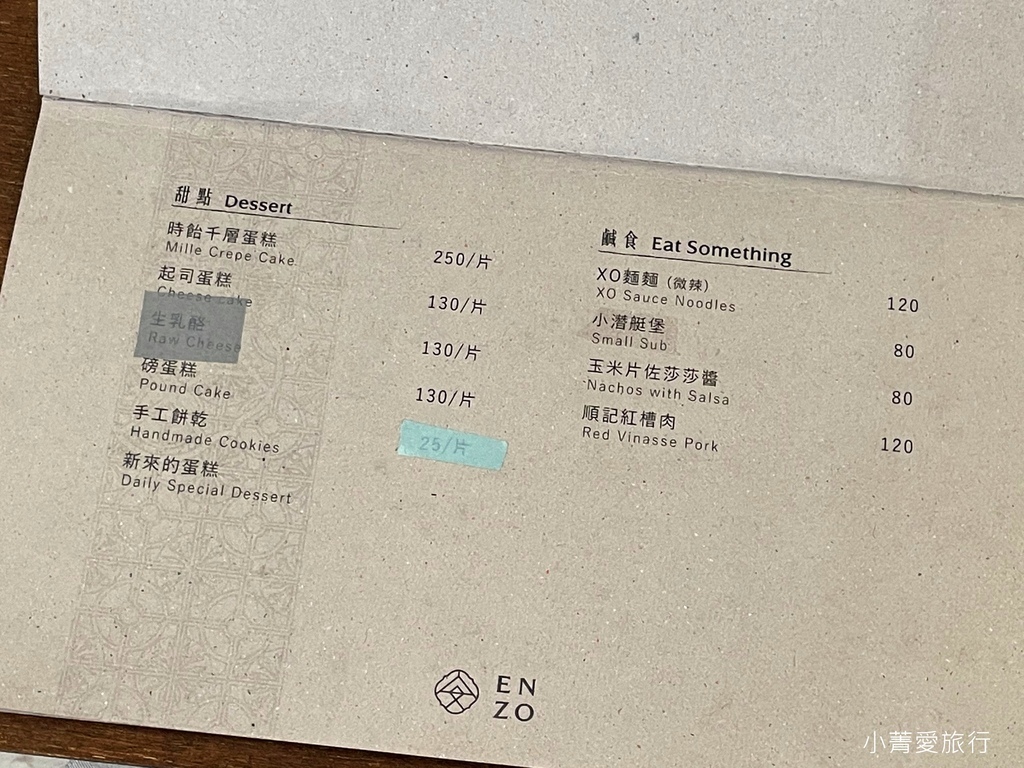 甜點 Dessert
時飴千層蛋糕 250/片
Mille Crepe Cake
起司蛋糕 130/片
Cheese Cake
生乳酪 130/片
Raw Cheese
磅蛋糕 130/片
Pound Cake
手工餅乾 25/片
Handmade Cookies
新來的蛋糕
Daily Special Dessert
鹹食 Eat Something
XO麵麵（微辣） 120
XO Sauce Noodles
小潛艇堡 80
Small Sub
玉米片佐莎莎醬 80
Nachos with Salsa
順記紅槽肉 120
Red Vinasse Pork
EN
ZO
小菁愛旅行